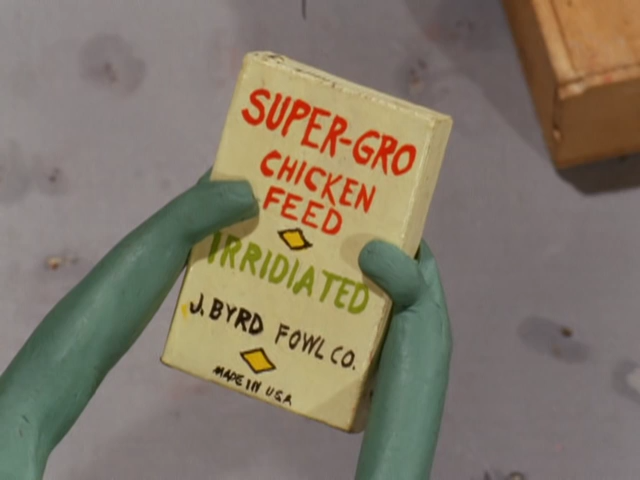 SUPER-GRO
CHICKEN
FEED
IRRIDIATED
J. BYRD FOWL CO.
MADE IN USA